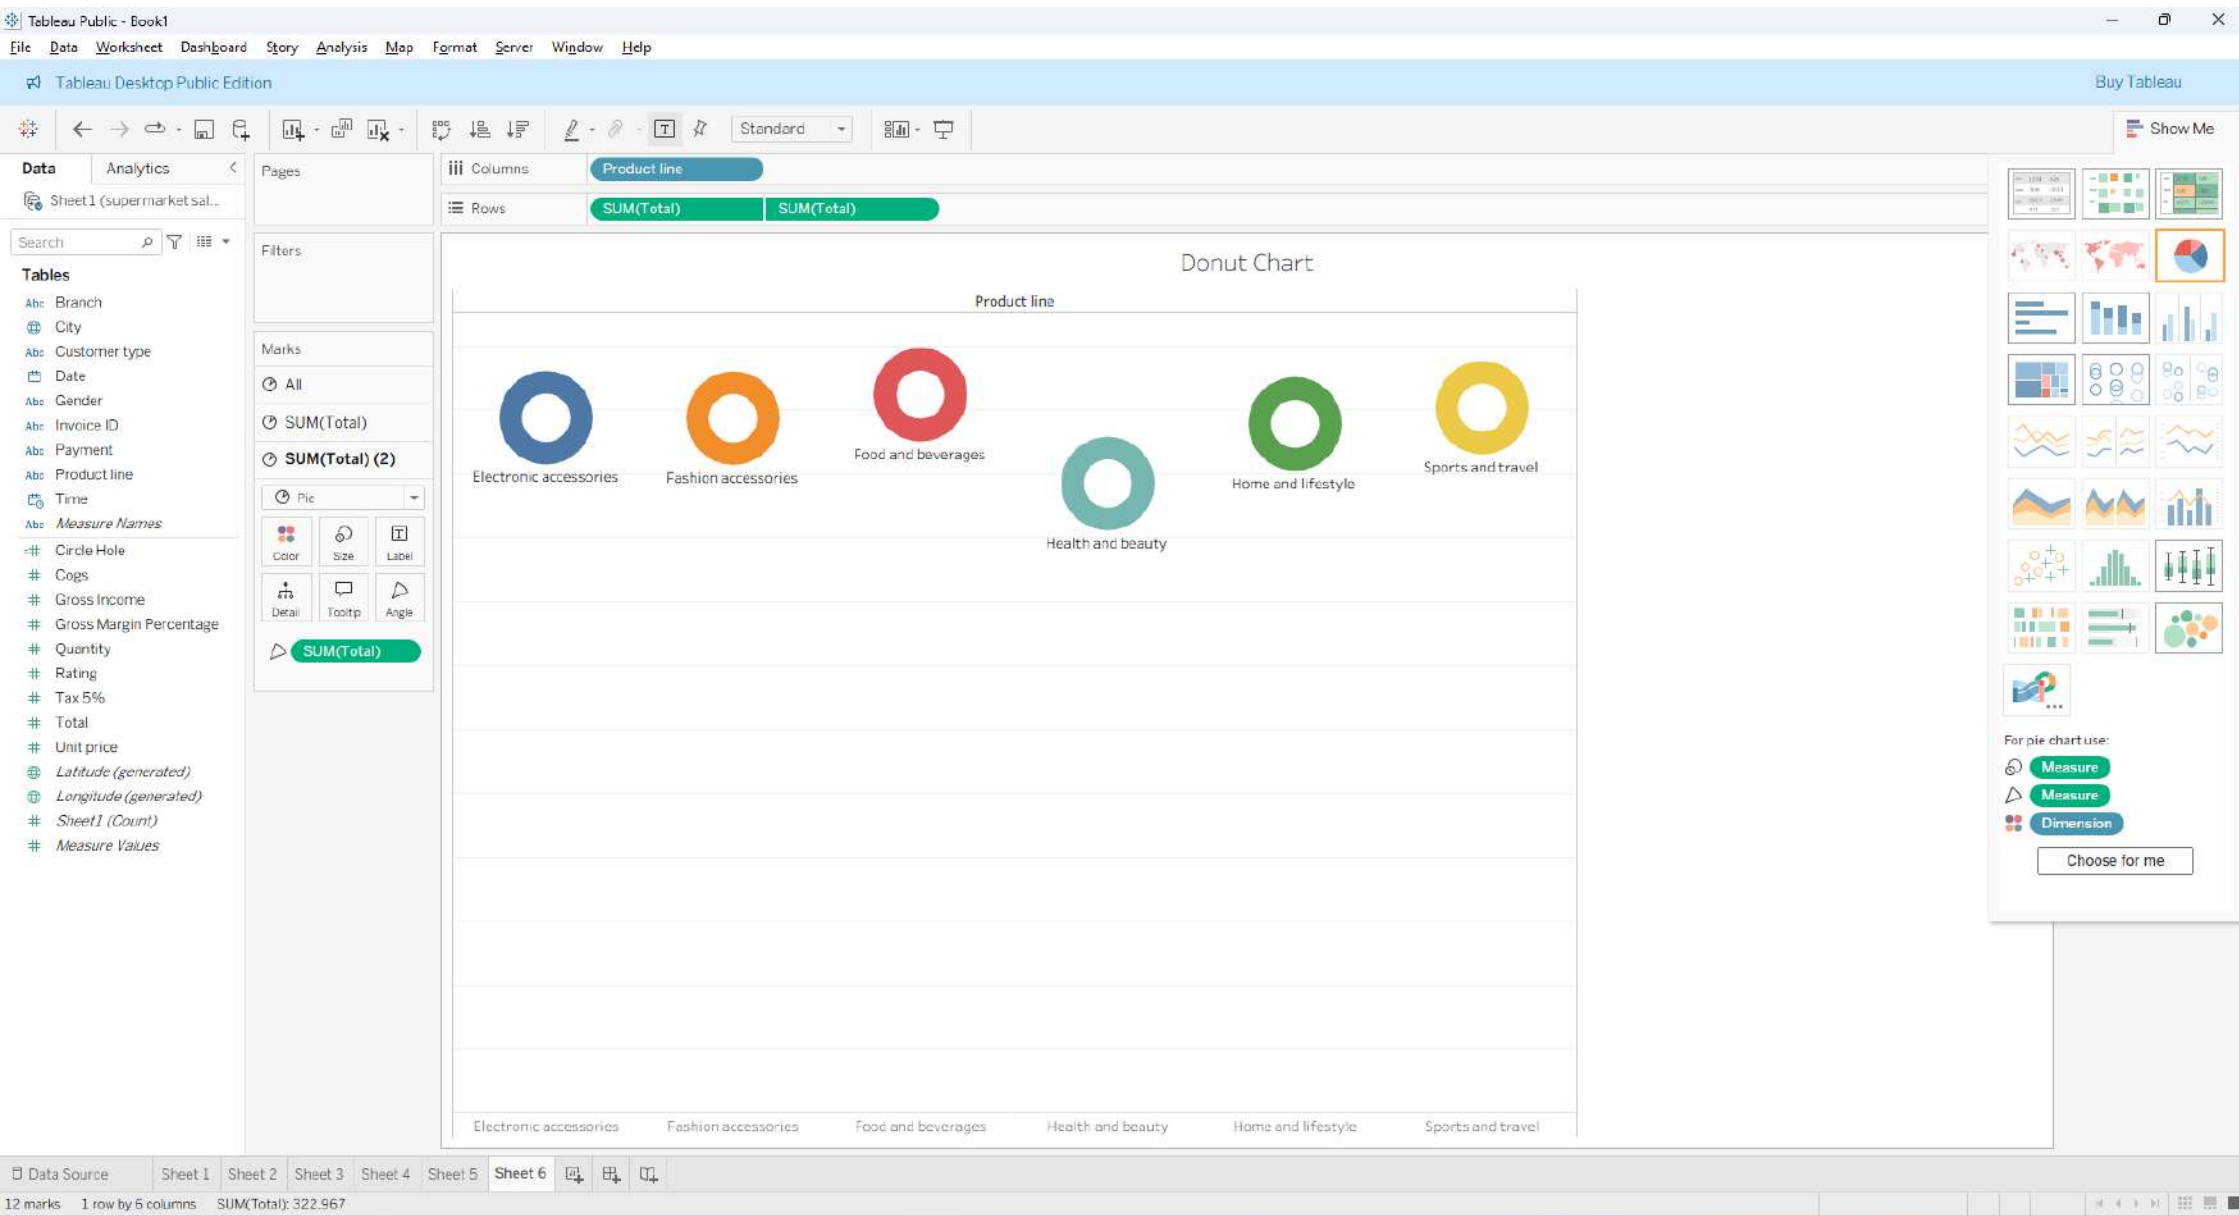 Tableau Public - Book1
File Data Worksheet Dashboard Story Analysis Map Format Server Window Help
Tableau Desktop Public Edition
Buy Tableau
Standard
Show Me
Data Analytics
Sheet1 (supermarket sal...
Search
Tables
Abc Branch
City
Abc Customer type
Date
Abc Gender
Abc Invoice ID
Abc Payment
Abc Product line
Time
Abc Measure Names
Circle Hole
Cogs
Gross Income
Gross Margin Percentage
Quantity
Rating
Tax 5%
Total
Unit price
Latitude (generated)
Longitude (generated)
Sheet1 (Count)
Measure Values
Pages
Filters
Marks
All
SUM(Total)
SUM(Total) (2)
Pie
Color Size Label
Detail Tooltip Angle
SUM(Total)
Columns Product line
Rows SUM(Total) SUM(Total)
Donut Chart
Product line
Electronic accessories
Fashion accessories
Food and beverages
Health and beauty
Home and lifestyle
Sports and travel
Electronic accessories Fashion accessories Food and beverages Health and beauty Home and lifestyle Sports and travel
For pie chart use:
Measure
Measure
Dimension
Choose for me
Data Source Sheet 1 Sheet 2 Sheet 3 Sheet 4 Sheet 5 Sheet 6
12 marks 1 row by 6 columns SUM(Total): 322.967